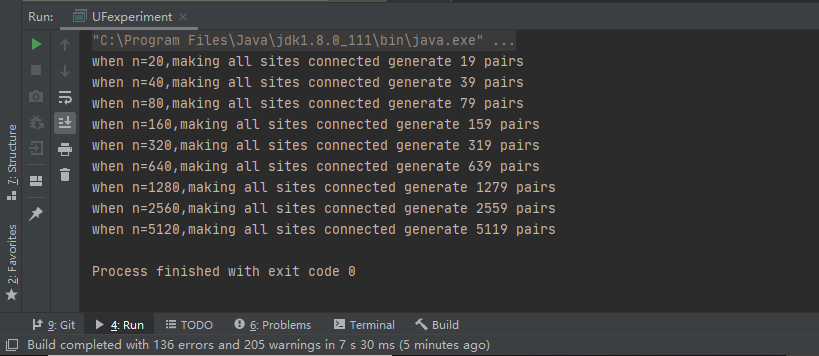 Run: UFexperiment
"C:\Program Files\Java\jdk1.8.0_111\bin\java.exe" ...
when n=20,making all sites connected generate 19 pairs
when n=40,making all sites connected generate 39 pairs
when n=80,making all sites connected generate 79 pairs
when n=160,making all sites connected generate 159 pairs
when n=320,making all sites connected generate 319 pairs
when n=640,making all sites connected generate 639 pairs
when n=1280,making all sites connected generate 1279 pairs
when n=2560,making all sites connected generate 2559 pairs
when n=5120,making all sites connected generate 5119 pairs
Process finished with exit code 0
7: Structure
2: Favorites
9: Git 4: Run TODO 6: Problems Terminal Build
Build completed with 136 errors and 205 warnings in 7 s 30 ms (5 minutes ago)